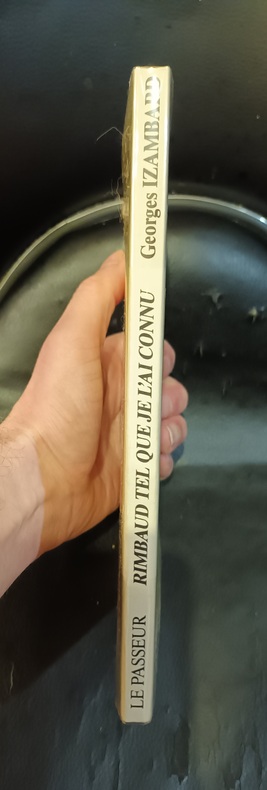 LE PASSEUR RIMBAUD TEL QUE JE L'AI CONNU Georges IZAMBARD